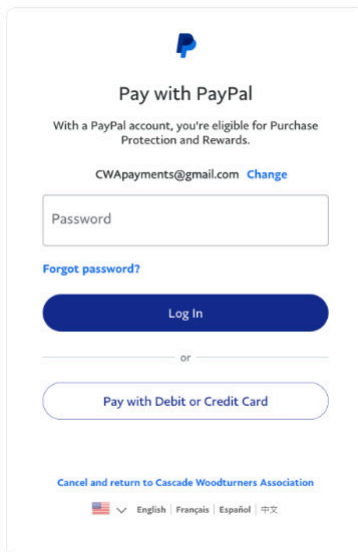 Pay with PayPal
With a PayPal account, you're eligible for Purchase
Protection and Rewards.
CWApayments@gmail.com Change
Password
Forgot password?
Log In
or
Pay with Debit or Credit Card
Cancel and return to Cascade Woodturners Association
English | Français | Español | 中文